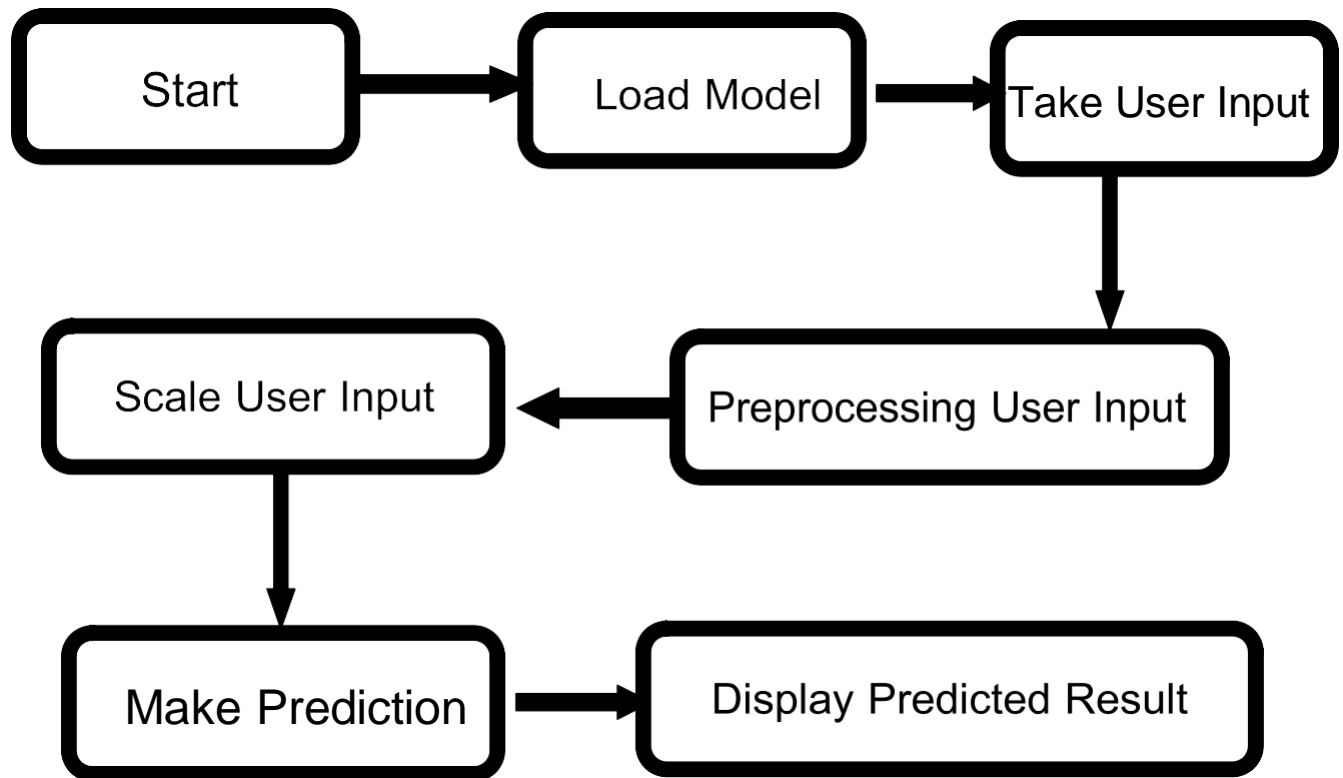 Start
Load Model
Take User Input
Preprocessing User Input
Scale User Input
Make Prediction
Display Predicted Result